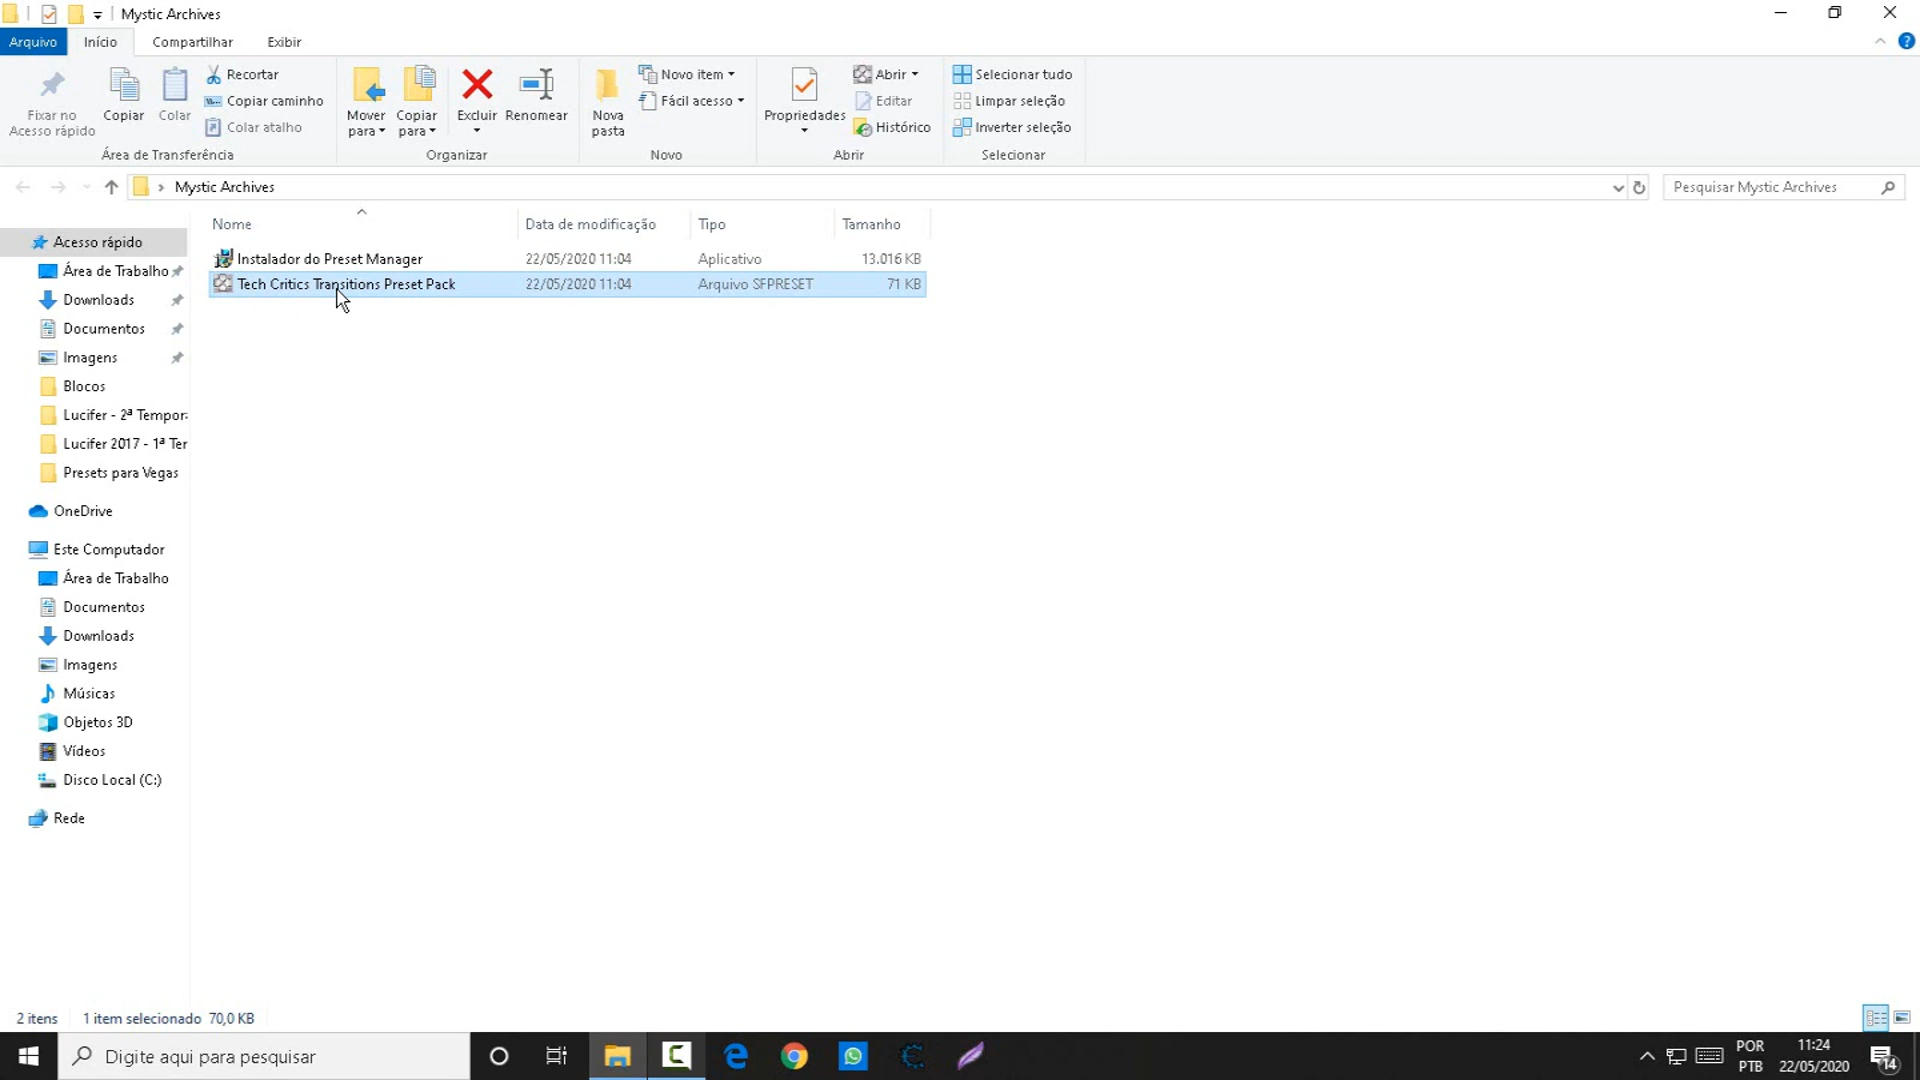 Mystic Archives
Arquivo Início Compartilhar Exibir
Fixar no Acesso rápido
Copiar
Colar
Recortar
Copiar caminho
Colar atalho
Área de Transferência
Mover para
Copiar para
Excluir
Renomear
Organizar
Nova pasta
Novo item
Fácil acesso
Novo
Propriedades
Abrir
Editar
Histórico
Abrir
Selecionar tudo
Limpar seleção
Inverter seleção
Selecionar
Mystic Archives
Pesquisar Mystic Archives
Nome Data de modificação Tipo Tamanho
Instalador do Preset Manager 22/05/2020 11:04 Aplicativo 13.016 KB
Tech Critics Transitions Preset Pack 22/05/2020 11:04 Arquivo SFPRESET 71 KB
Acesso rápido
Área de Trabalho
Downloads
Documentos
Imagens
Blocos
Lucifer - 2ª Tempor
Lucifer 2017 - 1ª Ter
Presets para Vegas
OneDrive
Este Computador
Área de Trabalho
Documentos
Downloads
Imagens
Músicas
Objetos 3D
Vídeos
Disco Local (C:)
Rede
2 itens 1 item selecionado 70,0 KB
Digite aqui para pesquisar
POR
PTB
11:24
22/05/2020
14